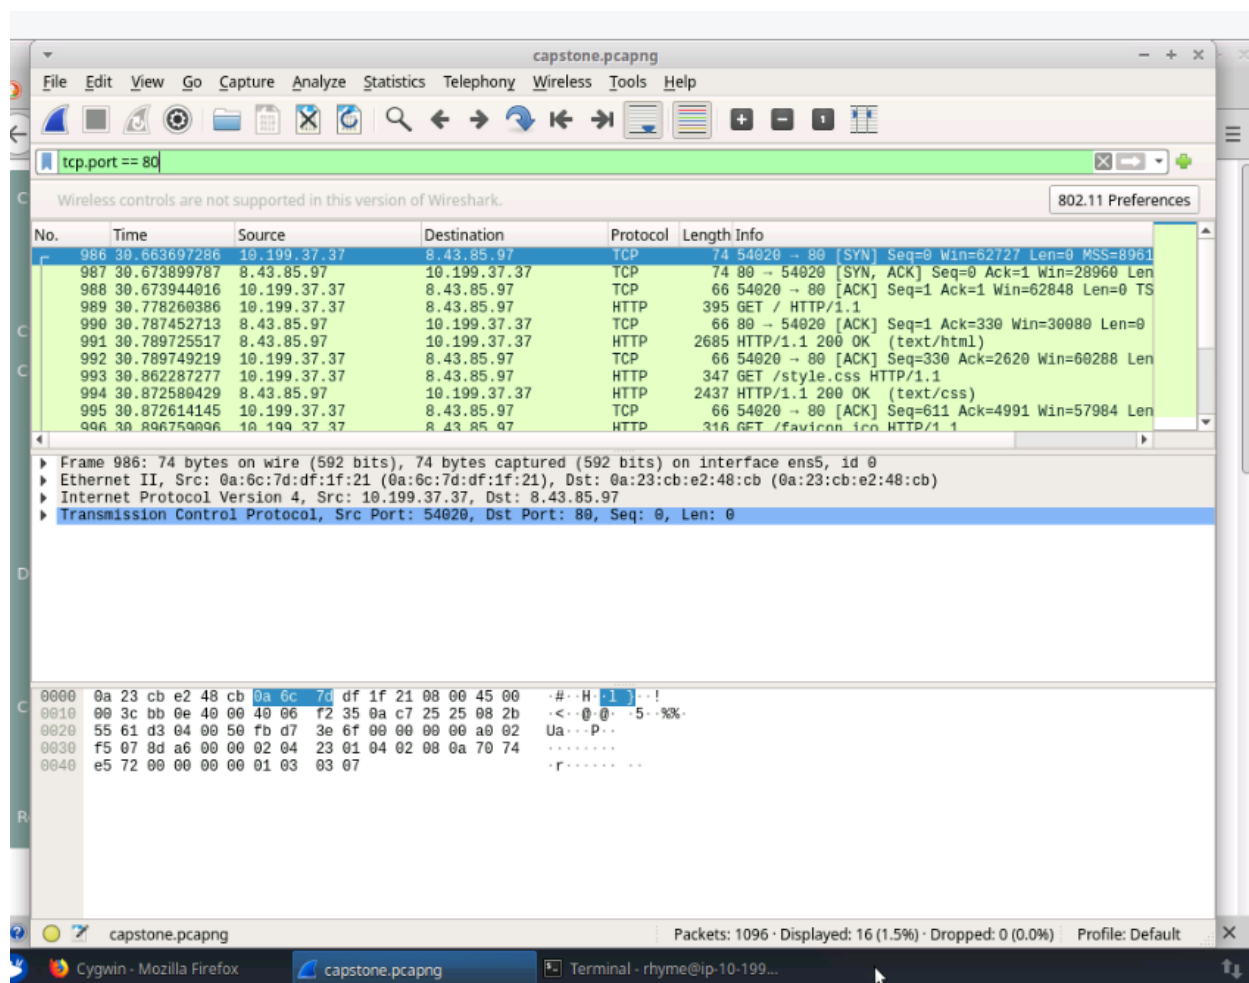 capstone.pcapng
File Edit View Go Capture Analyze Statistics Telephony Wireless Tools Help
tcp.port == 80
Wireless controls are not supported in this version of Wireshark. 802.11 Preferences
No. Time Source Destination Protocol Length Info
986 30.663697286 10.199.37.37 8.43.85.97 TCP 74 54020 → 80 [SYN] Seq=0 Win=62727 Len=0 MSS=8961
987 30.673899787 8.43.85.97 10.199.37.37 TCP 74 80 → 54020 [SYN, ACK] Seq=0 Ack=1 Win=28960 Len
988 30.673944016 10.199.37.37 8.43.85.97 TCP 66 54020 → 80 [ACK] Seq=1 Ack=1 Win=62848 Len=0 TS
989 30.778260386 10.199.37.37 8.43.85.97 HTTP 395 GET / HTTP/1.1
990 30.787452713 8.43.85.97 10.199.37.37 TCP 66 80 → 54020 [ACK] Seq=1 Ack=330 Win=30080 Len=0
991 30.789725517 8.43.85.97 10.199.37.37 HTTP 2685 HTTP/1.1 200 OK (text/html)
992 30.789749219 10.199.37.37 8.43.85.97 TCP 66 54020 → 80 [ACK] Seq=330 Ack=2620 Win=60288 Len
993 30.862287277 10.199.37.37 8.43.85.97 HTTP 347 GET /style.css HTTP/1.1
994 30.872580429 8.43.85.97 10.199.37.37 HTTP 2437 HTTP/1.1 200 OK (text/css)
995 30.872614145 10.199.37.37 8.43.85.97 TCP 66 54020 → 80 [ACK] Seq=611 Ack=4991 Win=57984 Len
996 30.896759096 10.199.37.37 8.43.85.97 HTTP 316 GET /favicon.ico HTTP/1.1
Frame 986: 74 bytes on wire (592 bits), 74 bytes captured (592 bits) on interface ens5, id 0
Ethernet II, Src: 0a:6c:7d:df:1f:21 (0a:6c:7d:df:1f:21), Dst: 0a:23:cb:e2:48:cb (0a:23:cb:e2:48:cb)
Internet Protocol Version 4, Src: 10.199.37.37, Dst: 8.43.85.97
Transmission Control Protocol, Src Port: 54020, Dst Port: 80, Seq: 0, Len: 0
0000 0a 23 cb e2 48 cb 0a 6c 7d df 1f 21 08 00 45 00 ·#··H··l }··!
0010 00 3c bb 0e 40 00 40 06 f2 35 0a c7 25 25 08 2b ·<··@·@· ·5··%%·
0020 55 61 d3 04 00 50 fb d7 3e 6f 00 00 00 00 a0 02 Ua···P··
0030 f5 07 8d a6 00 00 02 04 23 01 04 02 08 0a 70 74 ········
0040 e5 72 00 00 00 00 01 03 03 07 ·r······ ··
capstone.pcapng Packets: 1096 · Displayed: 16 (1.5%) · Dropped: 0 (0.0%) Profile: Default
Cygwin - Mozilla Firefox capstone.pcapng Terminal - rhyme@ip-10-199...